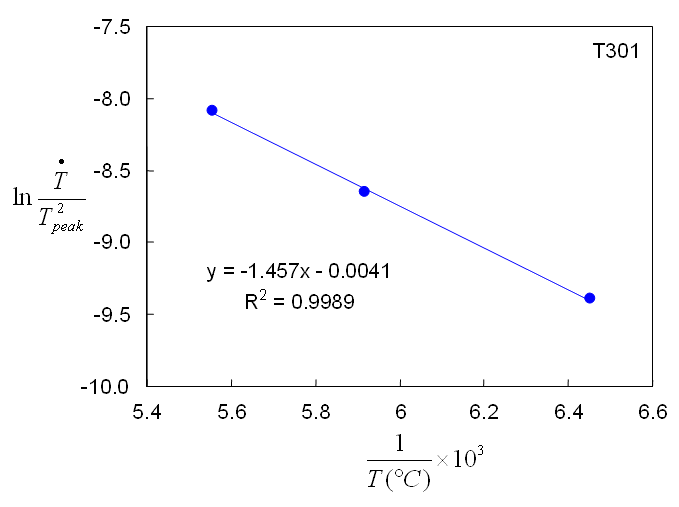 -7.5
T301
-8.0
-8.5
ln Ṫ / T²peak
-9.0
y = -1.457x - 0.0041
R² = 0.9989
-9.5
-10.0
5.4 5.6 5.8 6 6.2 6.4 6.6
1 / T(°C) ×10³